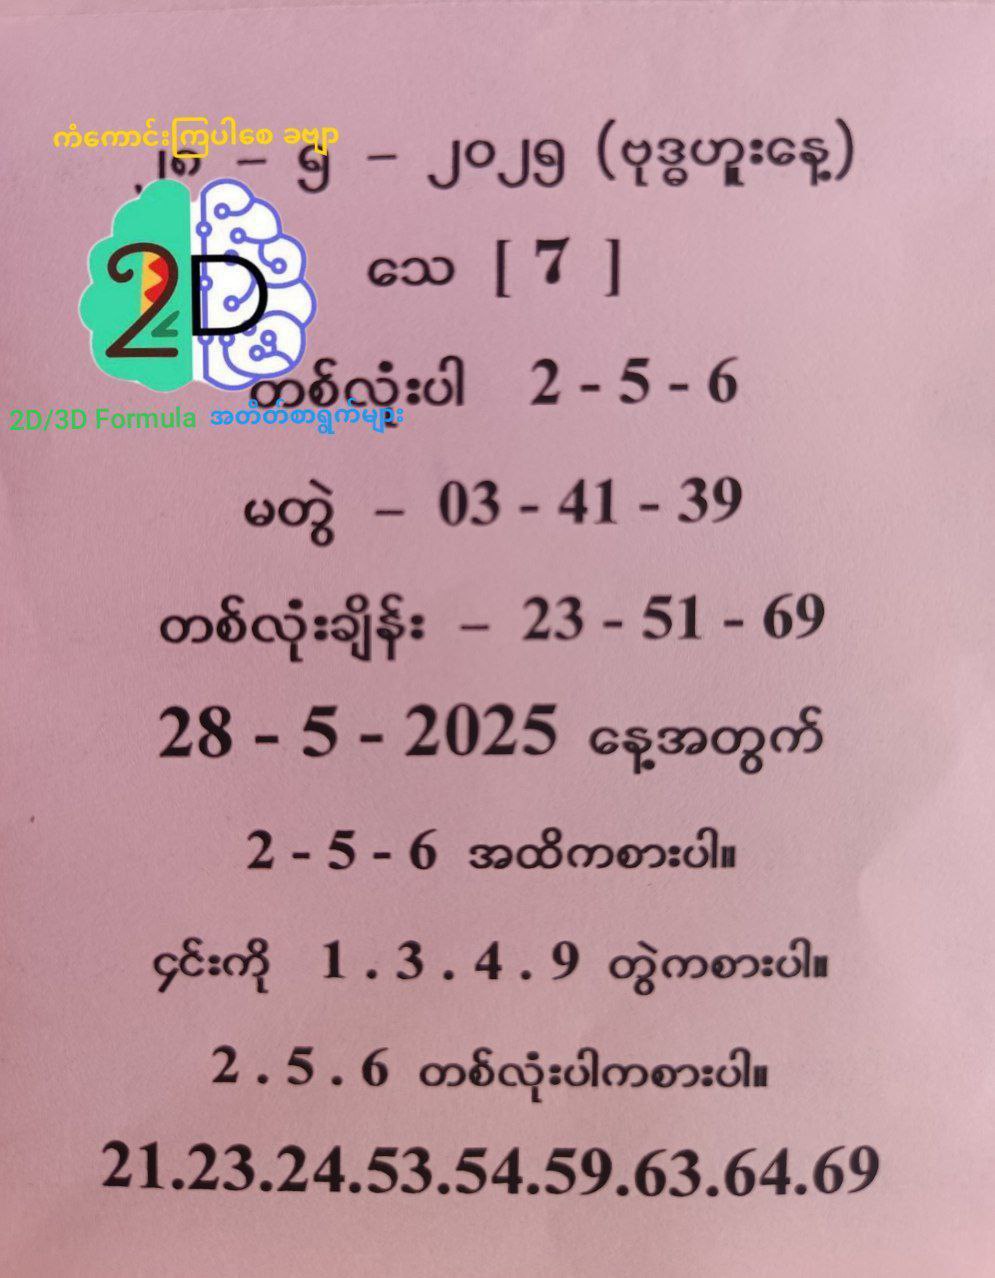 ကံကောင်းကြပါစေ ခဗျာ
၂၈ – ၅ – ၂၀၂၅ (ဗုဒ္ဓဟူးနေ့)
သေ [ 7 ]
2D
တစ်လုံးပါ 2 - 5 - 6
2D/3D Formula အတိတ်စာရွက်များ
မတွဲ – 03 - 41 - 39
တစ်လုံးချိန်း – 23 - 51 - 69
28 - 5 - 2025 နေ့အတွက်
2 - 5 - 6 အထိကစားပါ။
၄င်းကို 1 . 3 . 4 . 9 တွဲကစားပါ။
2 . 5 . 6 တစ်လုံးပါကစားပါ။
21.23.24.53.54.59.63.64.69